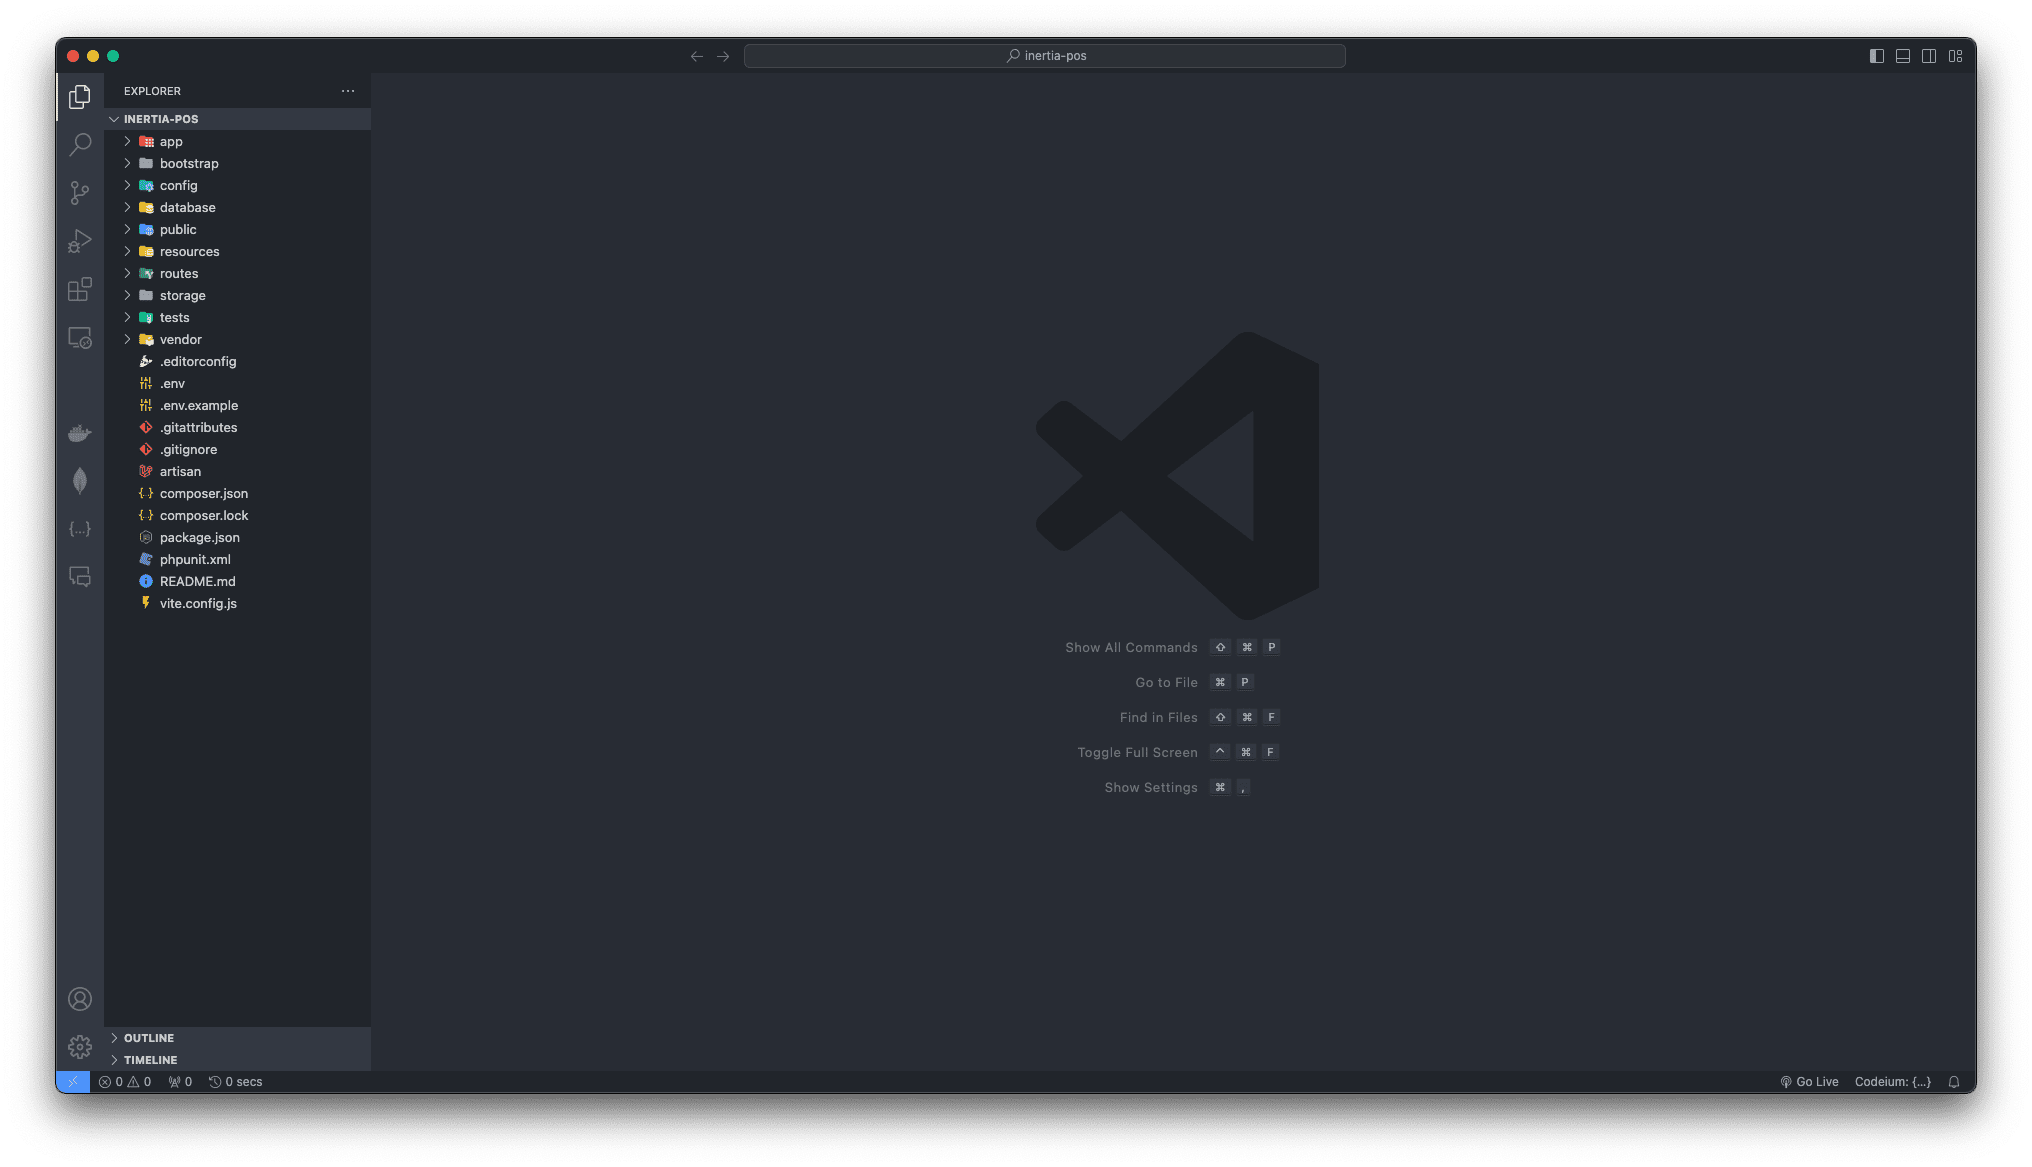 inertia-pos
EXPLORER
INERTIA-POS
app
bootstrap
config
database
public
resources
routes
storage
tests
vendor
.editorconfig
.env
.env.example
.gitattributes
.gitignore
artisan
composer.json
composer.lock
package.json
phpunit.xml
README.md
vite.config.js
Show All Commands ⇧ ⌘ P
Go to File ⌘ P
Find in Files ⇧ ⌘ F
Toggle Full Screen ^ ⌘ F
Show Settings ⌘ ,
OUTLINE
TIMELINE
0 0 0 0 secs Go Live Codeium: {...}